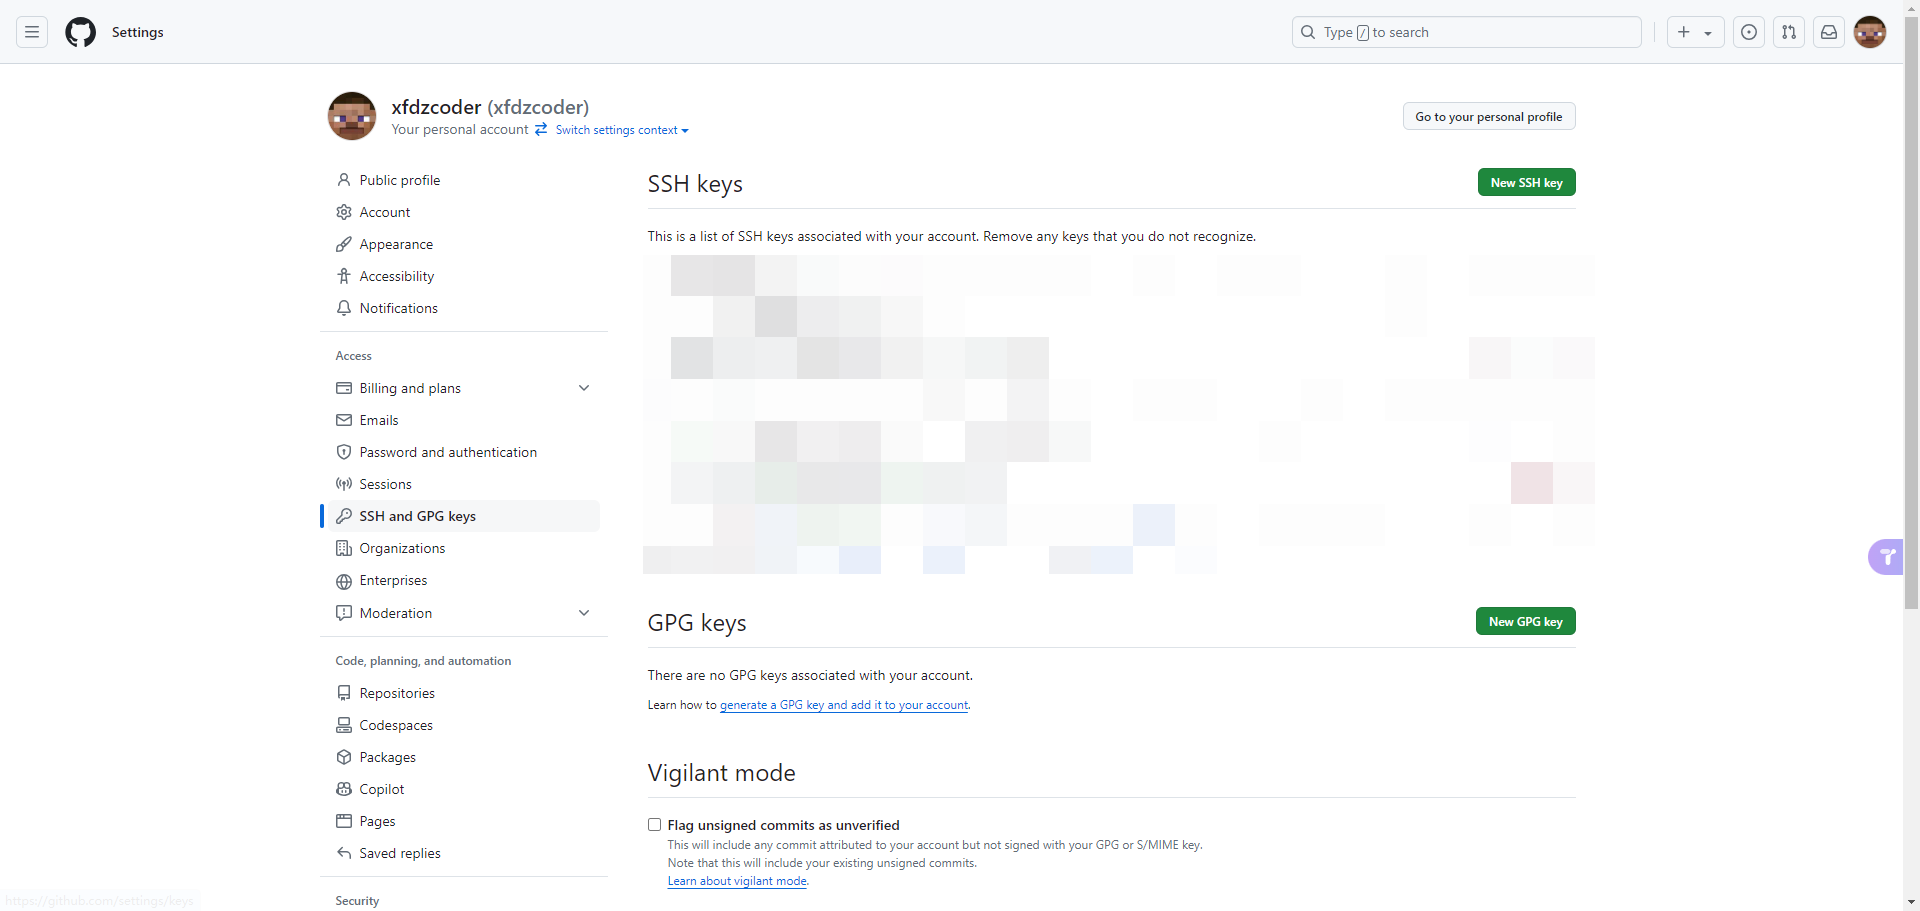 Settings
Type / to search
xfdzcoder (xfdzcoder)
Your personal account Switch settings context
Go to your personal profile
Public profile
Account
Appearance
Accessibility
Notifications
Access
Billing and plans
Emails
Password and authentication
Sessions
SSH and GPG keys
Organizations
Enterprises
Moderation
Code, planning, and automation
Repositories
Codespaces
Packages
Copilot
Pages
Saved replies
Security
SSH keys
New SSH key
This is a list of SSH keys associated with your account. Remove any keys that you do not recognize.
GPG keys
New GPG key
There are no GPG keys associated with your account.
Learn how to generate a GPG key and add it to your account.
Vigilant mode
Flag unsigned commits as unverified
This will include any commit attributed to your account but not signed with your GPG or S/MIME key.
Note that this will include your existing unsigned commits.
Learn about vigilant mode.
https://github.com/settings/keys